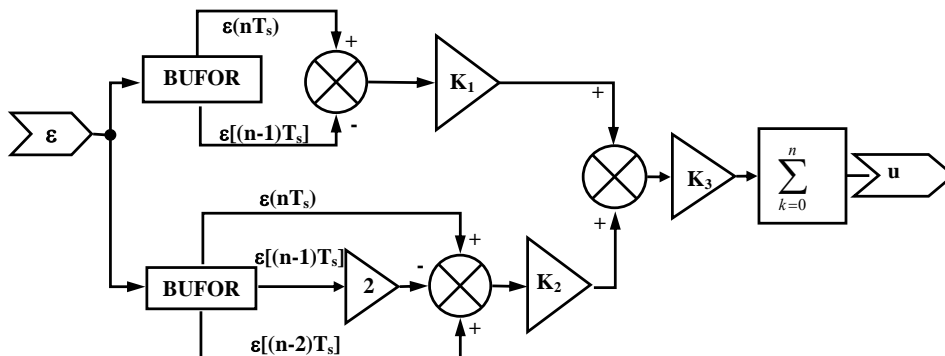 ε(nTs)
+
BUFOR
K1
+
ε
-
ε[(n-1)Ts]
K3
n
∑
k=0
u
ε(nTs)
+
+
ε[(n-1)Ts]
-
2
K2
BUFOR
+
ε[(n-2)Ts]